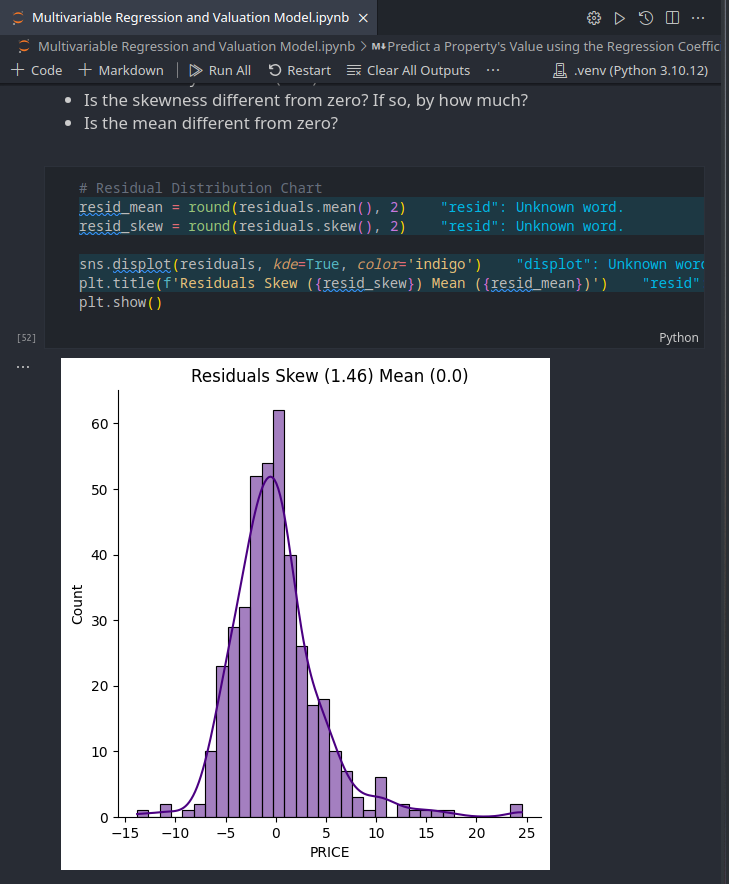 Multivariable Regression and Valuation Model.ipynb ×
Multivariable Regression and Valuation Model.ipynb > M↓Predict a Property's Value using the Regression Coeffic
+ Code + Markdown | Run All Restart Clear All Outputs ... .venv (Python 3.10.12)
• Is the skewness different from zero? If so, by how much?
• Is the mean different from zero?
# Residual Distribution Chart
resid_mean = round(residuals.mean(), 2) "resid": Unknown word.
resid_skew = round(residuals.skew(), 2) "resid": Unknown word.
sns.displot(residuals, kde=True, color='indigo') "displot": Unknown word
plt.title(f'Residuals Skew ({resid_skew}) Mean ({resid_mean})') "resid"
plt.show()
[52]
Python
...
Residuals Skew (1.46) Mean (0.0)
60
50
40
30
20
10
0
Count
−15 −10 −5 0 5 10 15 20 25
PRICE